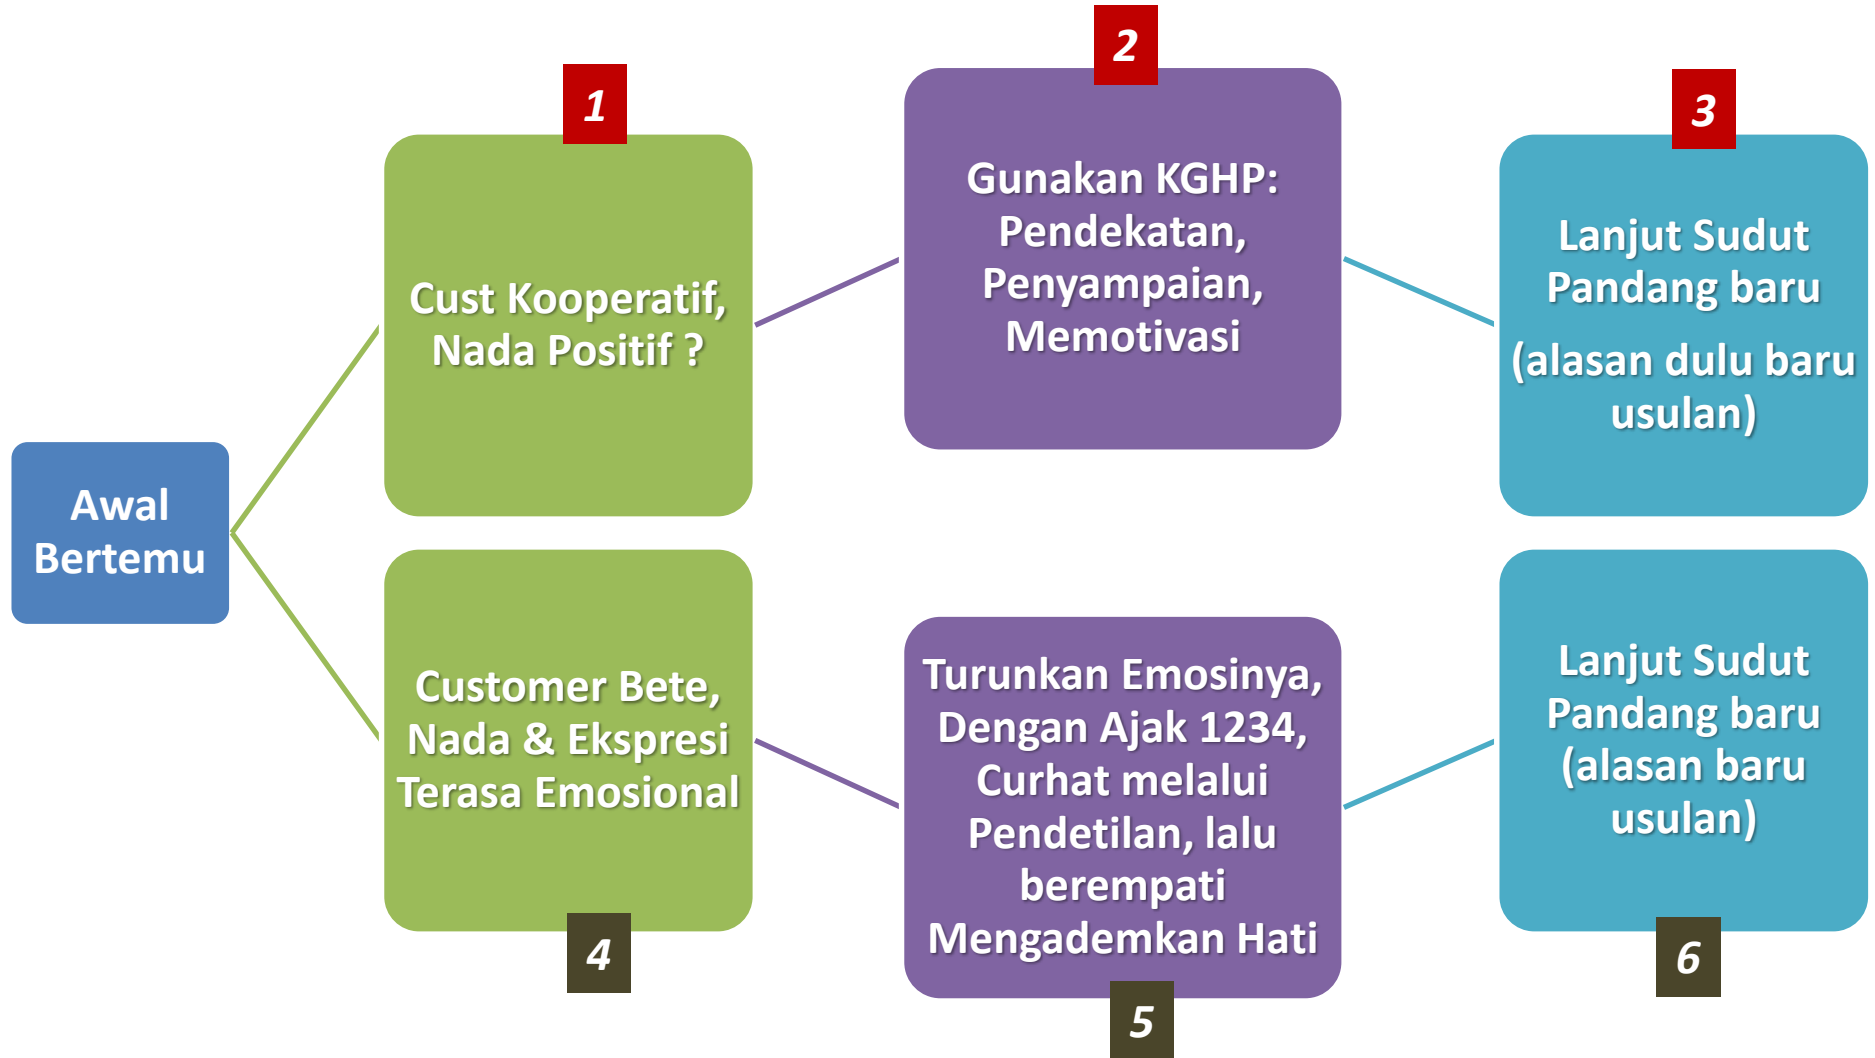 Awal
Bertemu
1
Cust Kooperatif,
Nada Positif ?
2
Gunakan KGHP:
Pendekatan,
Penyampaian,
Memotivasi
3
Lanjut Sudut
Pandang baru
(alasan dulu baru
usulan)
Customer Bete,
Nada & Ekspresi
Terasa Emosional
4
Turunkan Emosinya,
Dengan Ajak 1234,
Curhat melalui
Pendetilan, lalu
berempati
Mengademkan Hati
5
Lanjut Sudut
Pandang baru
(alasan baru
usulan)
6